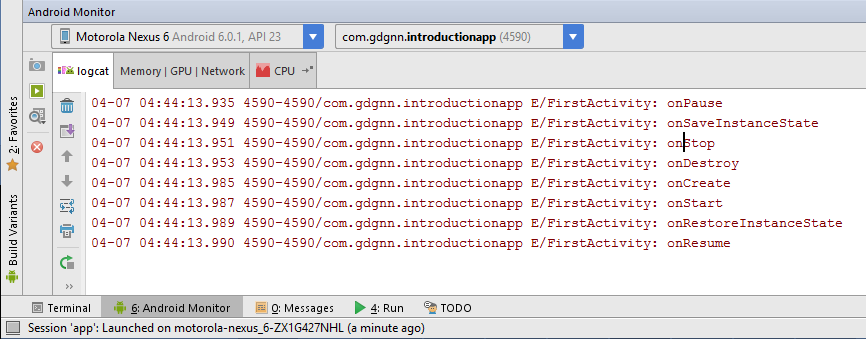 Android Monitor
Motorola Nexus 6 Android 6.0.1, API 23
com.gdgnn.introductionapp (4590)
logcat
Memory | GPU | Network
CPU
04-07 04:44:13.935 4590-4590/com.gdgnn.introductionapp E/FirstActivity: onPause
04-07 04:44:13.949 4590-4590/com.gdgnn.introductionapp E/FirstActivity: onSaveInstanceState
04-07 04:44:13.951 4590-4590/com.gdgnn.introductionapp E/FirstActivity: onStop
04-07 04:44:13.953 4590-4590/com.gdgnn.introductionapp E/FirstActivity: onDestroy
04-07 04:44:13.985 4590-4590/com.gdgnn.introductionapp E/FirstActivity: onCreate
04-07 04:44:13.987 4590-4590/com.gdgnn.introductionapp E/FirstActivity: onStart
04-07 04:44:13.989 4590-4590/com.gdgnn.introductionapp E/FirstActivity: onRestoreInstanceState
04-07 04:44:13.990 4590-4590/com.gdgnn.introductionapp E/FirstActivity: onResume
2: Favorites
Build Variants
Terminal
6: Android Monitor
0: Messages
4: Run
TODO
Session 'app': Launched on motorola-nexus_6-ZX1G427NHL (a minute ago)